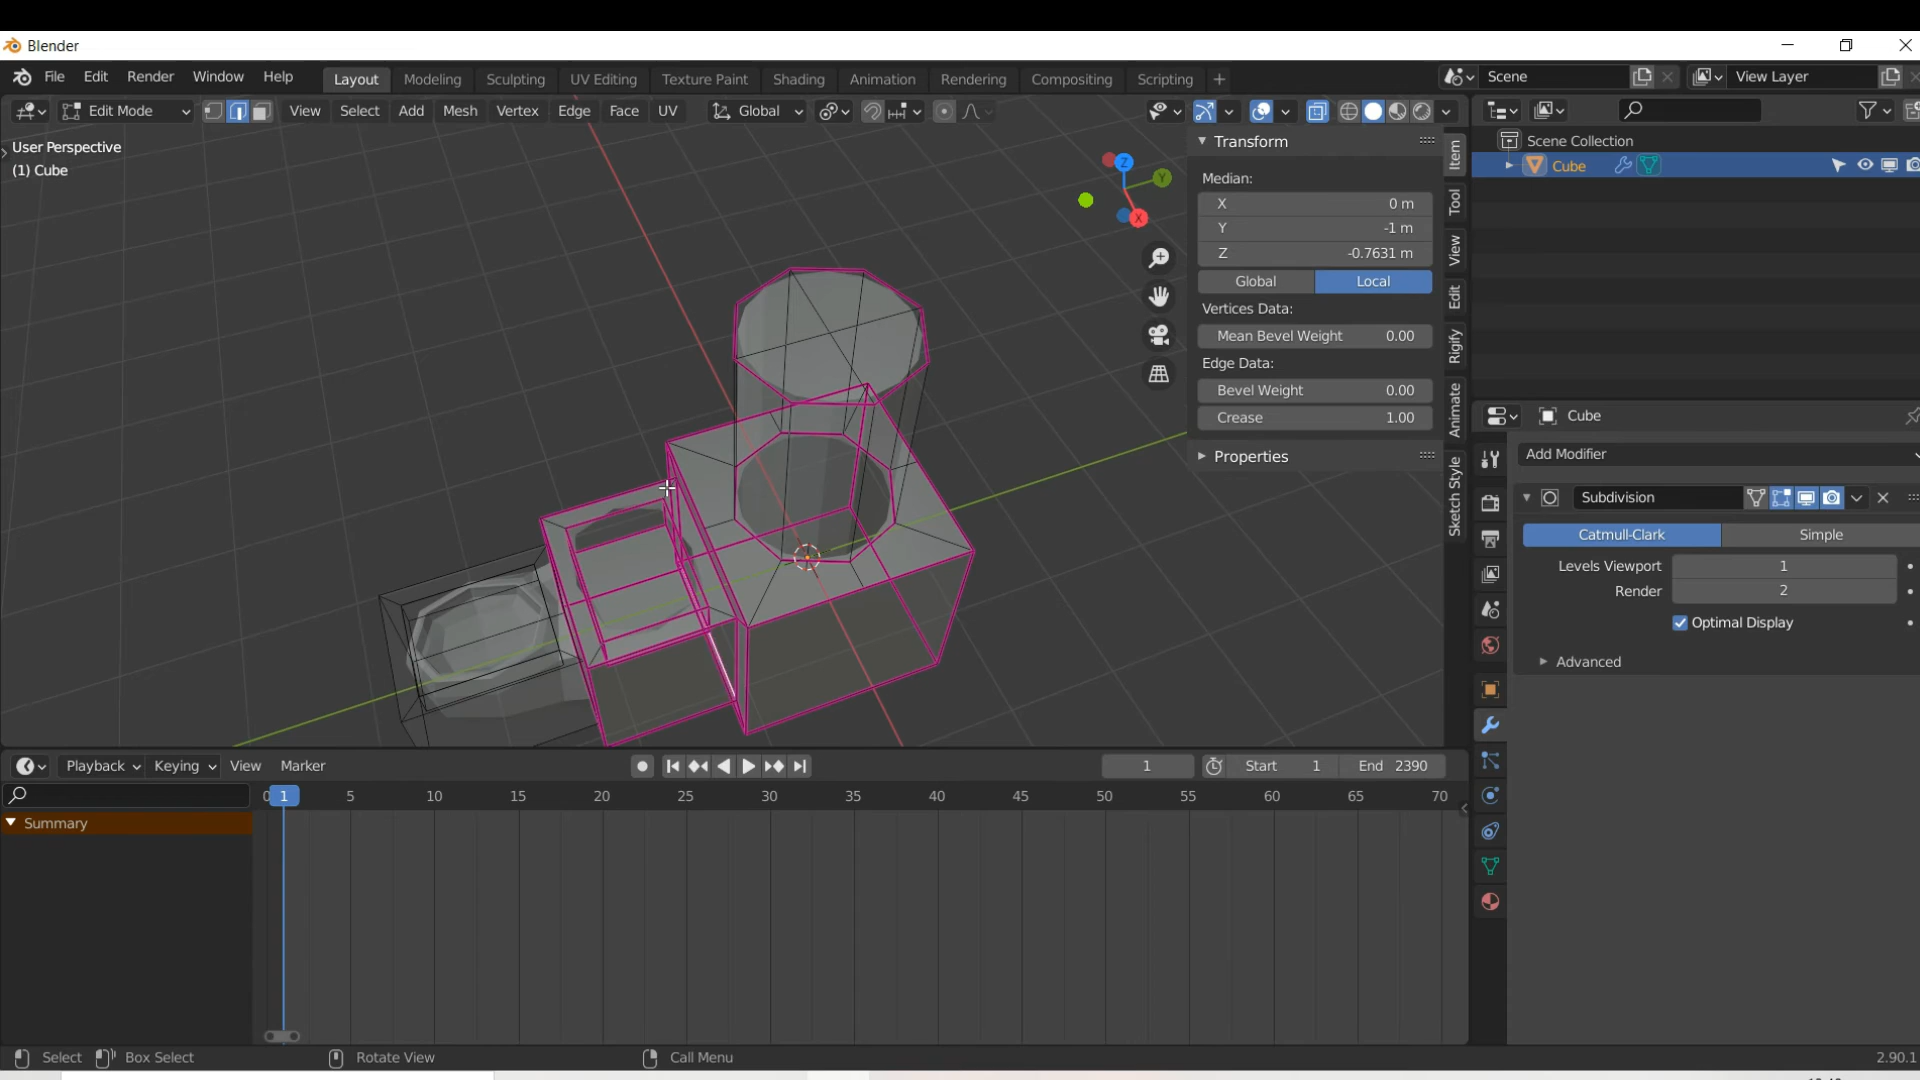 Blender
File Edit Render Window Help Layout Modeling Sculpting UV Editing Texture Paint Shading Animation Rendering Compositing Scripting + Scene View Layer
Edit Mode View Select Add Mesh Vertex Edge Face UV Global
User Perspective
(1) Cube
Z
Y
X
Transform
Median:
X 0 m
Y -1 m
Z -0.7631 m
Global Local
Vertices Data:
Mean Bevel Weight 0.00
Edge Data:
Bevel Weight 0.00
Crease 1.00
Properties
Item
Tool
View
Edit
Rigify
Animate
Sketch Style
Scene Collection
Cube
Cube
Add Modifier
Subdivision
Catmull-Clark Simple
Levels Viewport 1
Render 2
Optimal Display
Advanced
Playback Keying View Marker 1 Start 1 End 2390
0 1 5 10 15 20 25 30 35 40 45 50 55 60 65 70
Summary
Select Box Select Rotate View Call Menu 2.90.1